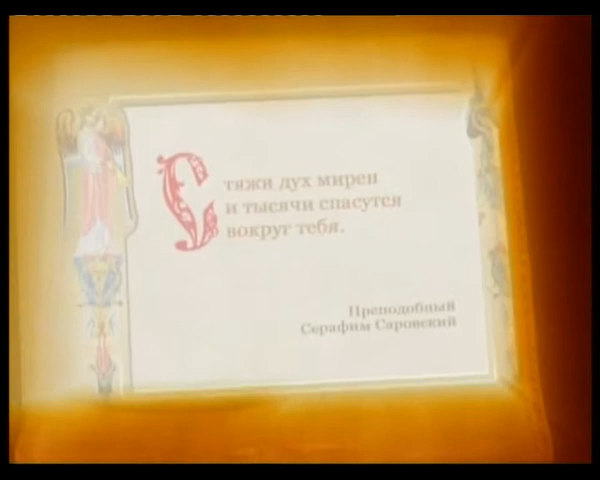 Стяжи дух мирен
и тысячи спасутся
вокруг тебя.
Преподобный
Серафим Саровский